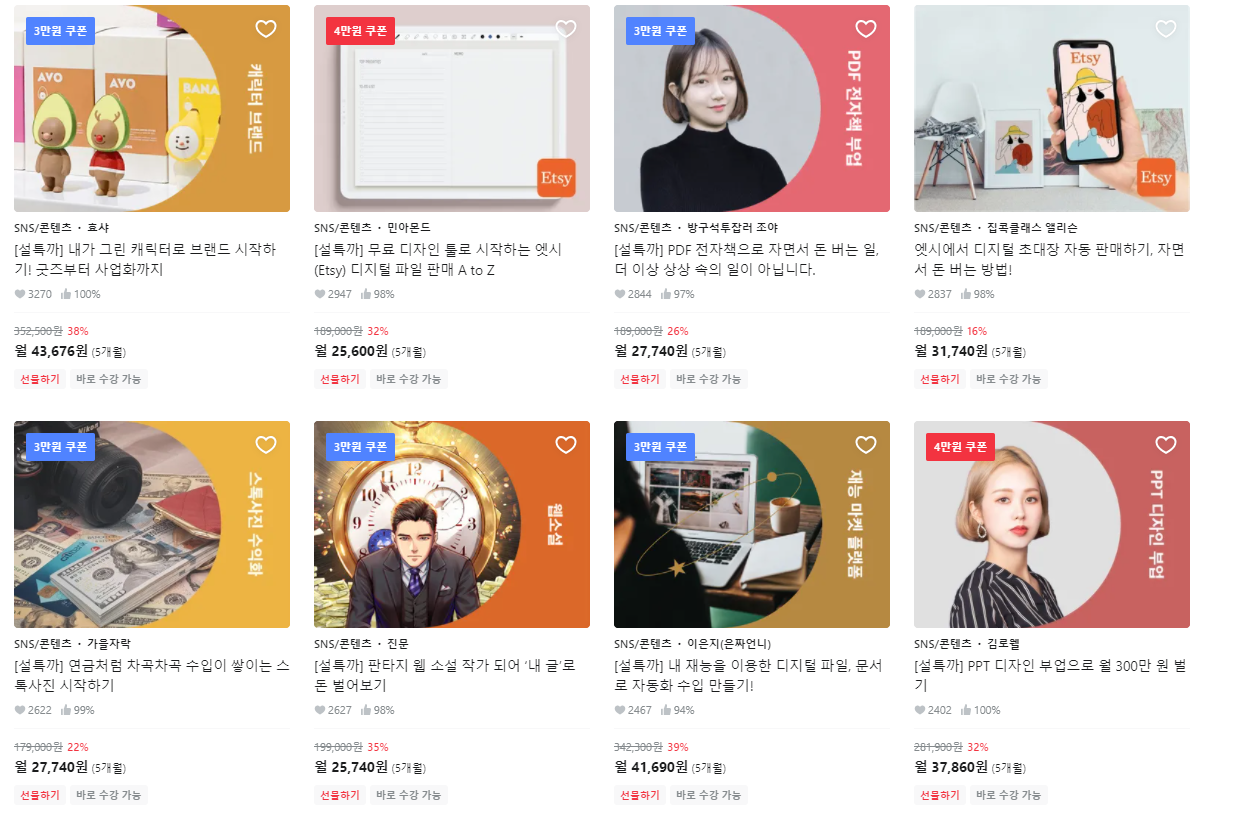 3만원 쿠폰
AVO
AVO
BANA
캐릭터 브랜드
SNS/콘텐츠 · 효샤
[설특까] 내가 그린 캐릭터로 브랜드 시작하
기! 굿즈부터 사업화까지
3270 100%
352,500원 38%
월 43,676원 (5개월)
선물하기 바로 수강 가능
4만원 쿠폰
Etsy
SNS/콘텐츠 · 민아몬드
[설특까] 무료 디자인 툴로 시작하는 엣시
(Etsy) 디지털 파일 판매 A to Z
2947 98%
189,000원 32%
월 25,600원 (5개월)
선물하기 바로 수강 가능
3만원 쿠폰
PDF 전자책 부업
SNS/콘텐츠 · 방구석투잡러 조야
[설특까] PDF 전자책으로 자면서 돈 버는 일,
더 이상 상상 속의 일이 아닙니다.
2844 97%
189,000원 26%
월 27,740원 (5개월)
선물하기 바로 수강 가능
Etsy
Etsy
SNS/콘텐츠 · 집콕클래스 앨리슨
엣시에서 디지털 초대장 자동 판매하기, 자면
서 돈 버는 방법!
2837 98%
189,000원 16%
월 31,740원 (5개월)
선물하기 바로 수강 가능
3만원 쿠폰
스톡사진 수익화
SNS/콘텐츠 · 가을자락
[설특까] 연금처럼 차곡차곡 수입이 쌓이는 스
톡사진 시작하기
2622 99%
179,000원 22%
월 27,740원 (5개월)
선물하기 바로 수강 가능
3만원 쿠폰
웹소설
SNS/콘텐츠 · 진문
[설특까] 판타지 웹 소설 작가 되어 ‘내 글’로
돈 벌어보기
2627 98%
199,000원 35%
월 25,740원 (5개월)
선물하기 바로 수강 가능
3만원 쿠폰
재능 마켓 플랫폼
SNS/콘텐츠 · 이은지(은짜언니)
[설특까] 내 재능을 이용한 디지털 파일, 문서
로 자동화 수입 만들기!
2467 94%
342,300원 39%
월 41,690원 (5개월)
선물하기 바로 수강 가능
4만원 쿠폰
PPT 디자인 부업
SNS/콘텐츠 · 김로웰
[설특까] PPT 디자인 부업으로 월 300만 원 벌
기
2402 100%
281,900원 32%
월 37,860원 (5개월)
선물하기 바로 수강 가능